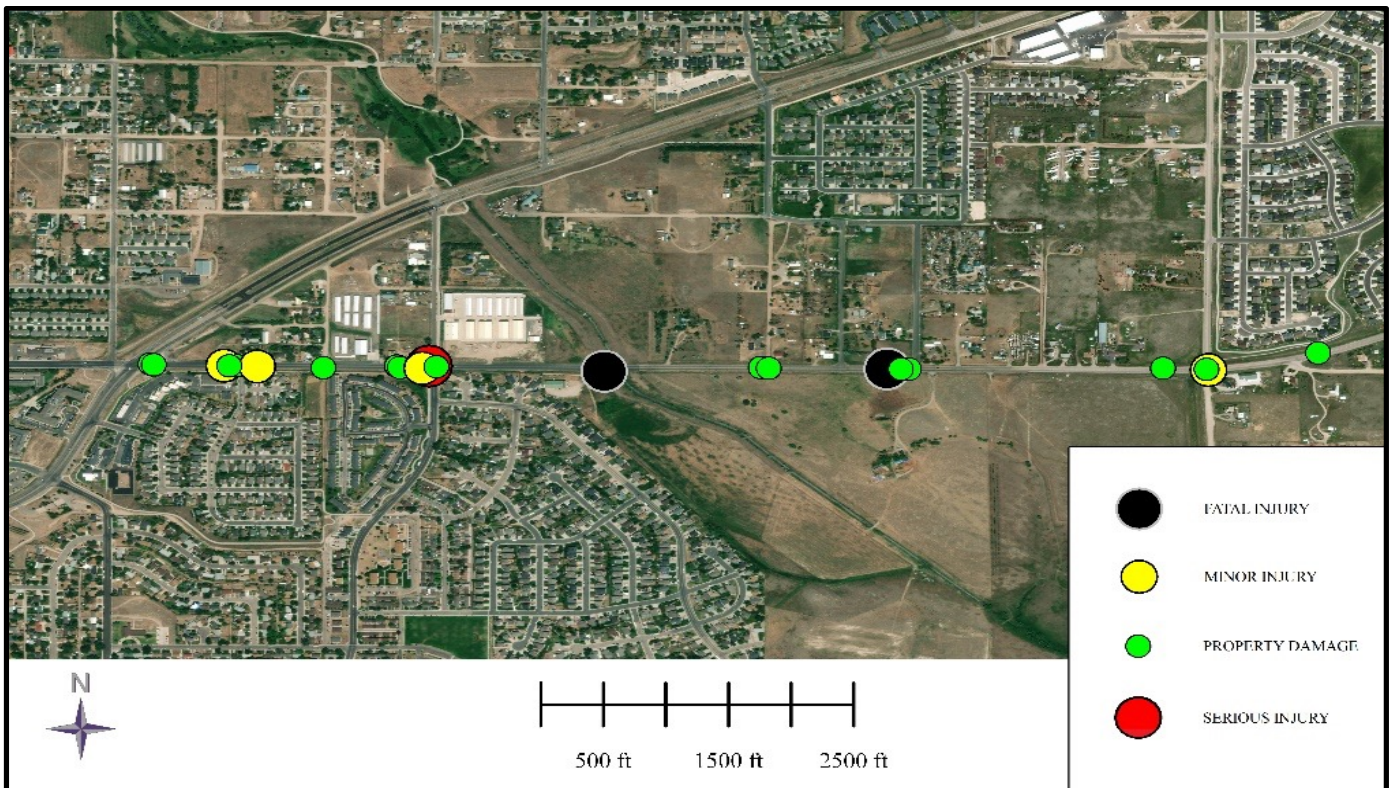 FATAL INJURY
MINOR INJURY
PROPERTY DAMAGE
SERIOUS INJURY
N
500 ft 1500 ft 2500 ft